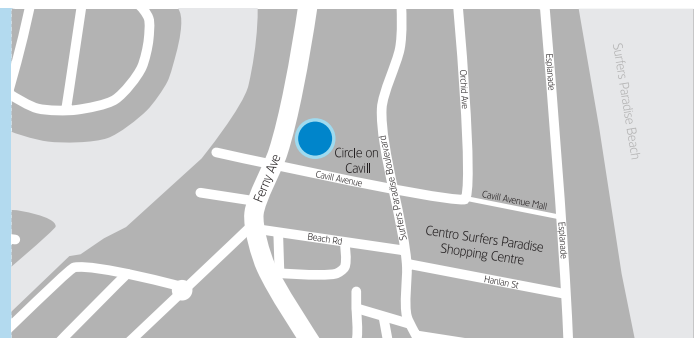 Surfers Paradise Beach
Esplanade
Orchid Ave
Surfers Paradise Boulevard
Circle on
Cavill
Ferny Ave
Cavill Avenue
Cavill Avenue Mall
Esplanade
Centro Surfers Paradise
Shopping Centre
Beach Rd
Hanlan St